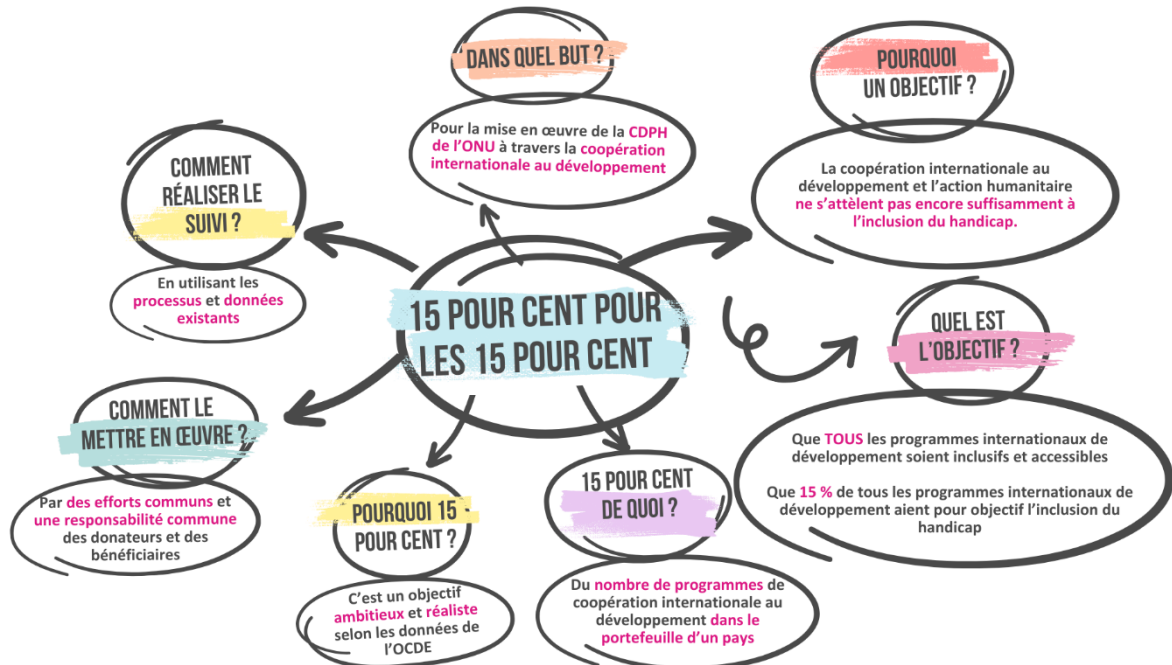 DANS QUEL BUT ?
Pour la mise en œuvre de la CDPH
de l'ONU à travers la coopération
internationale au développement
POURQUOI
UN OBJECTIF ?
La coopération internationale au
développement et l'action humanitaire
ne s'attèlent pas encore suffisamment à
l'inclusion du handicap.
COMMENT
RÉALISER LE
SUIVI ?
En utilisant les
processus et données
existants
15 POUR CENT POUR
LES 15 POUR CENT
QUEL EST
L'OBJECTIF ?
Que TOUS les programmes internationaux de
développement soient inclusifs et accessibles
Que 15 % de tous les programmes internationaux de
développement aient pour objectif l'inclusion du
handicap
COMMENT LE
METTRE EN ŒUVRE ?
Par des efforts communs et
une responsabilité commune
des donateurs et des
bénéficiaires
POURQUOI 15 -
POUR CENT ?
C'est un objectif
ambitieux et réaliste
selon les données de
l'OCDE
15 POUR CENT
DE QUOI ?
Du nombre de programmes de
coopération internationale au
développement dans le
portefeuille d'un pays